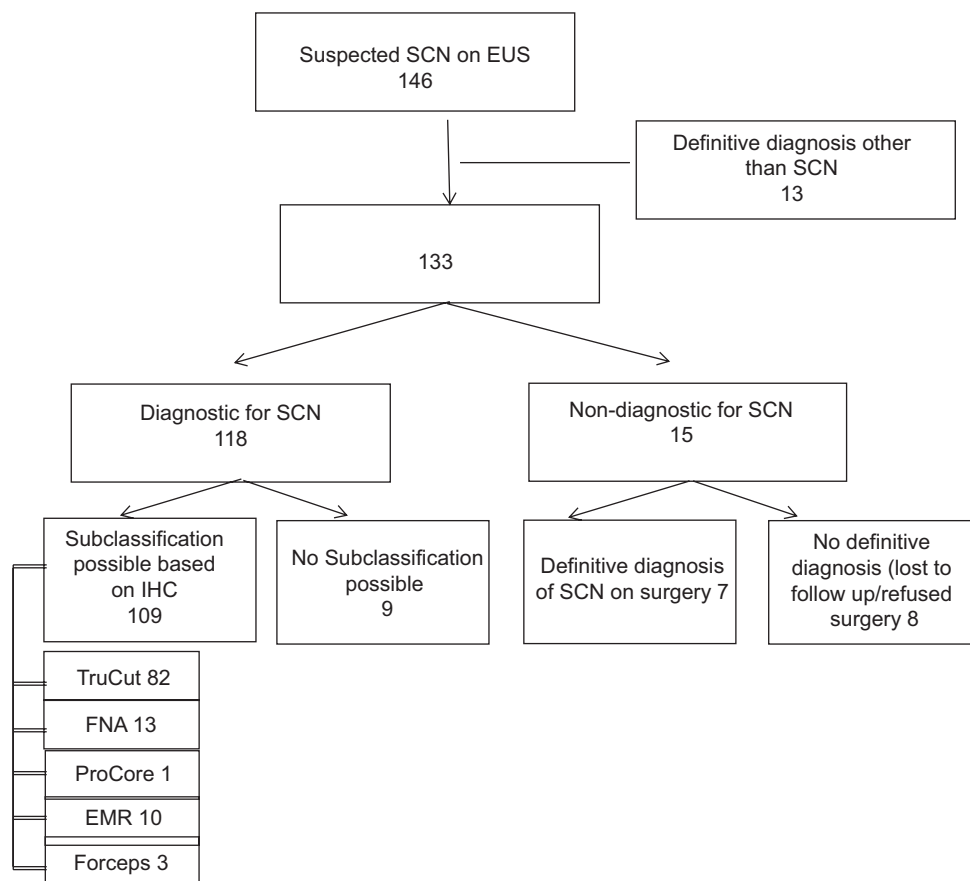 Suspected SCN on EUS
146
Definitive diagnosis other
than SCN
13
133
Diagnostic for SCN
118
Non-diagnostic for SCN
15
Subclassification
possible based
on IHC
109
No Subclassification
possible
9
Definitive diagnosis
of SCN on surgery 7
No definitive
diagnosis (lost to
follow up/refused
surgery 8
TruCut 82
FNA 13
ProCore 1
EMR 10
Forceps 3